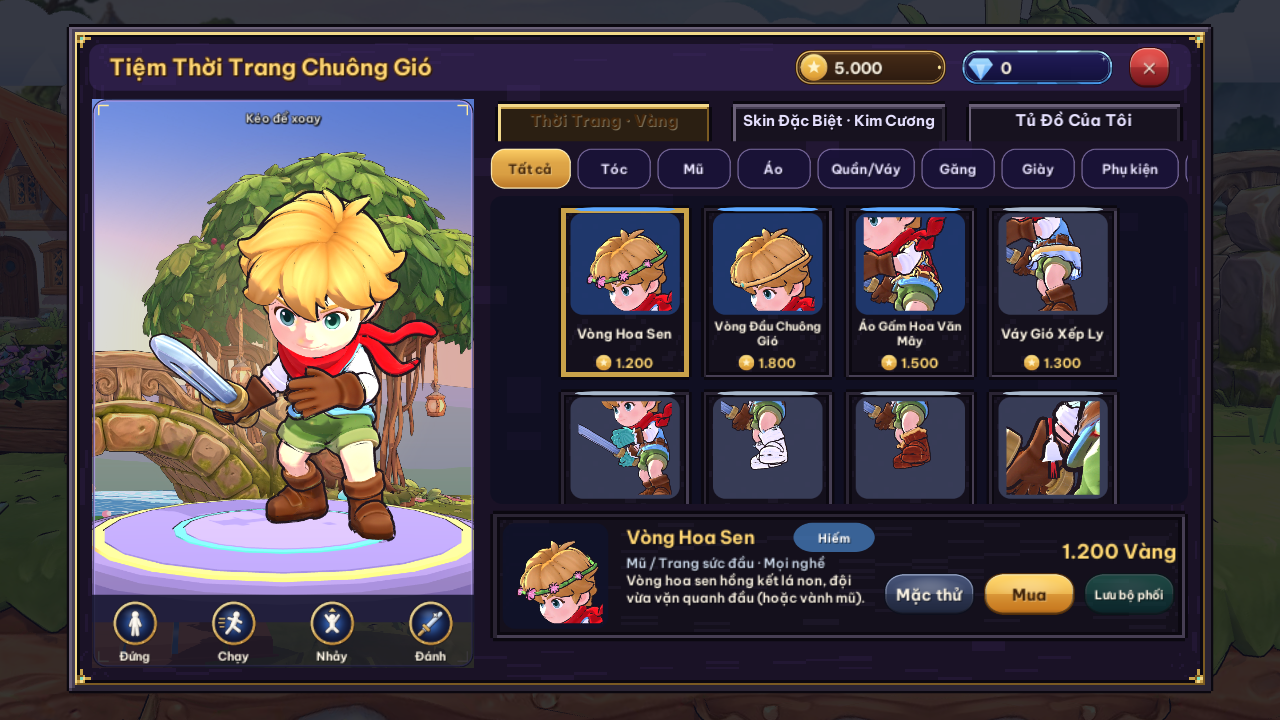 Tiệm Thời Trang Chuông Gió
5.000
0
Kéo để xoay
Thời Trang · Vàng
Skin Đặc Biệt · Kim Cương
Tủ Đồ Của Tôi
Tất cả
Tóc
Mũ
Áo
Quần/Váy
Găng
Giày
Phụ kiện
Vòng Hoa Sen
1.200
Vòng Đầu Chuông
Gió
1.800
Áo Gấm Hoa Văn
Mây
1.500
Váy Gió Xếp Ly
1.300
Vòng Hoa Sen
Hiếm
Mũ / Trang sức đầu · Mọi nghề
Vòng hoa sen hồng kết lá non, đội
vừa vặn quanh đầu (hoặc vành mũ).
1.200 Vàng
Mặc thử
Mua
Lưu bộ phối
Đứng
Chạy
Nhảy
Đánh